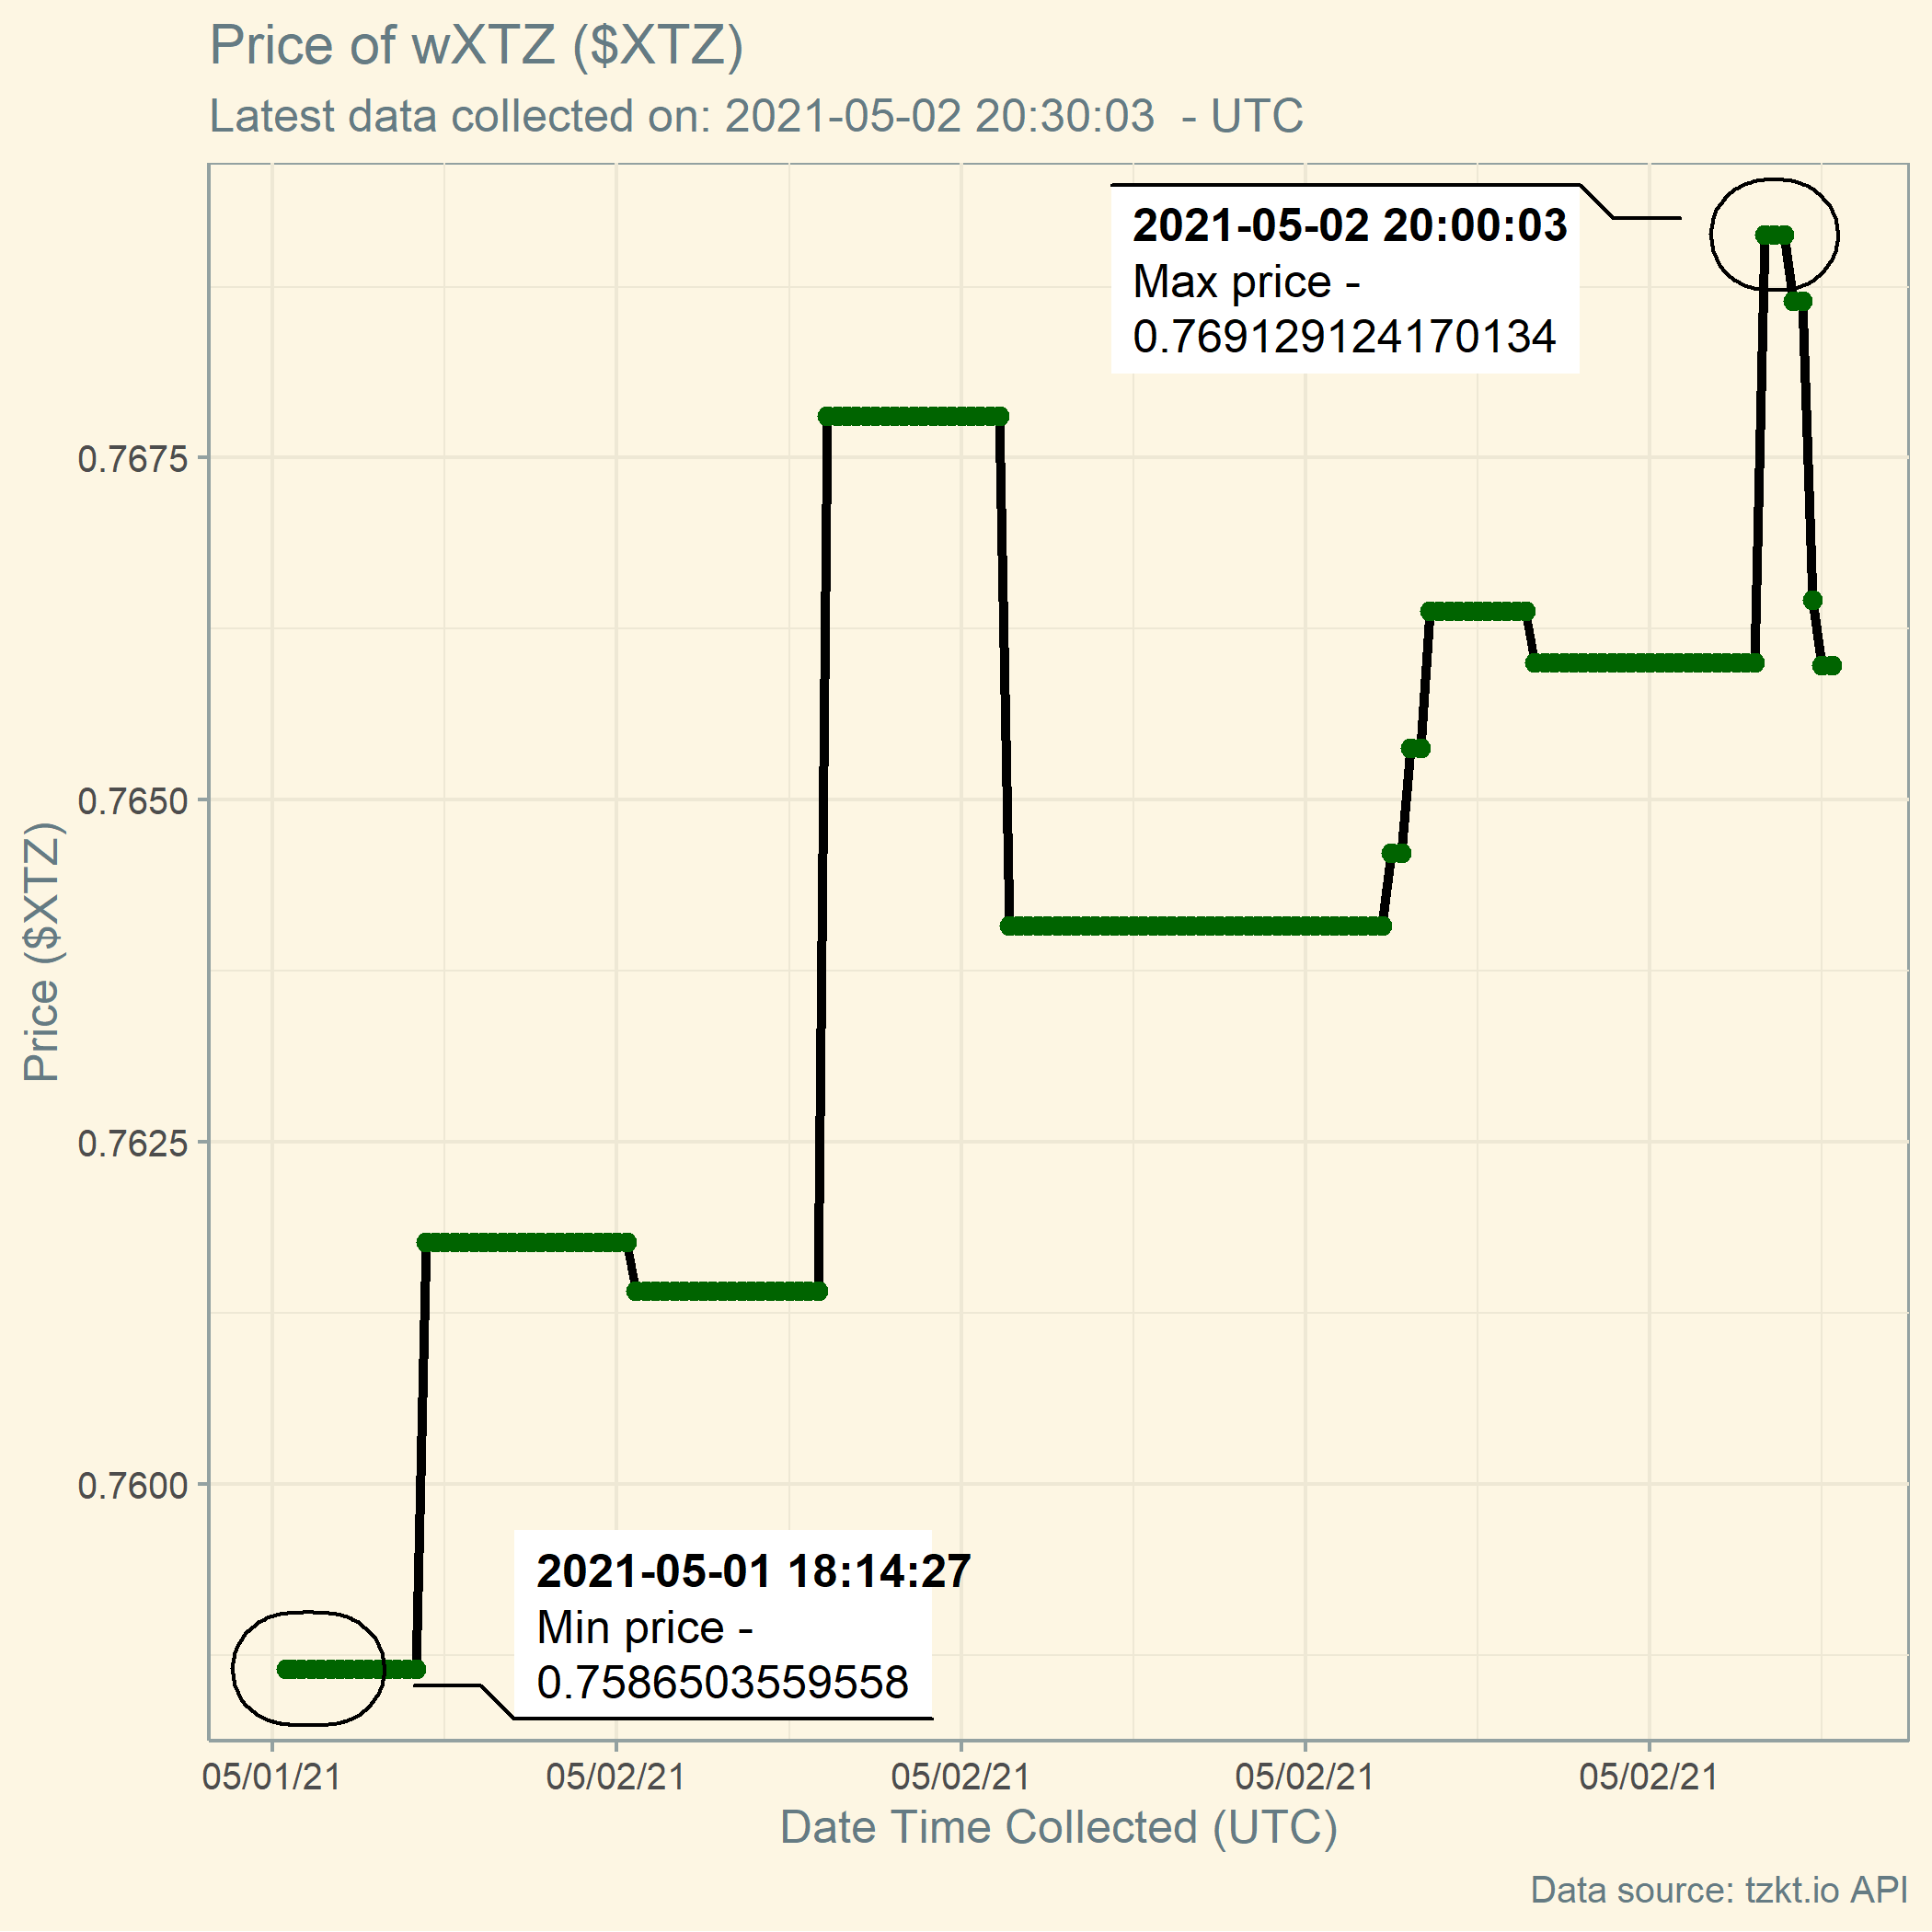 Price of wXTZ ($XTZ)
Latest data collected on: 2021-05-02 20:30:03  - UTC
2021-05-02 20:00:03
Max price -
0.769129124170134
0.7675
0.7650
0.7625
0.7600
Price ($XTZ)
2021-05-01 18:14:27
Min price -
0.7586503559558
05/01/21
05/02/21
05/02/21
05/02/21
05/02/21
Date Time Collected (UTC)
Data source: tzkt.io API